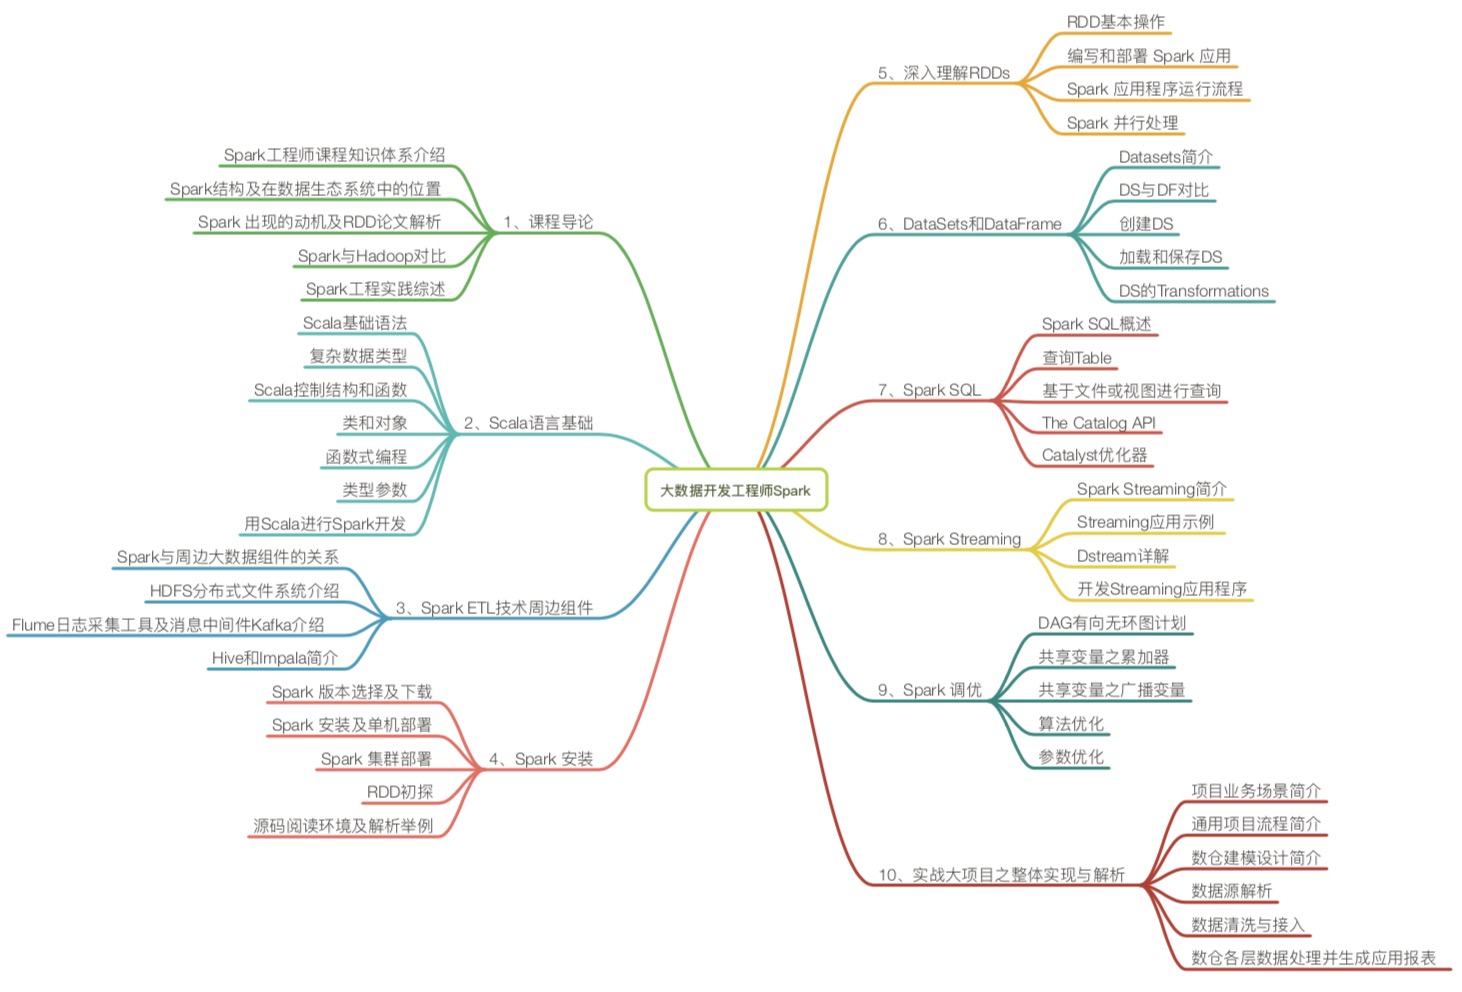 大数据开发工程师Spark
1、课程导论
Spark工程师课程知识体系介绍
Spark结构及在数据生态系统中的位置
Spark 出现的动机及RDD论文解析
Spark与Hadoop对比
Spark工程实践综述
2、Scala语言基础
Scala基础语法
复杂数据类型
Scala控制结构和函数
类和对象
函数式编程
类型参数
用Scala进行Spark开发
3、Spark ETL技术周边组件
Spark与周边大数据组件的关系
HDFS分布式文件系统介绍
Flume日志采集工具及消息中间件Kafka介绍
Hive和Impala简介
4、Spark 安装
Spark 版本选择及下载
Spark 安装及单机部署
Spark 集群部署
RDD初探
源码阅读环境及解析举例
5、深入理解RDDs
RDD基本操作
编写和部署 Spark 应用
Spark 应用程序运行流程
Spark 并行处理
6、DataSets和DataFrame
Datasets简介
DS与DF对比
创建DS
加载和保存DS
DS的Transformations
7、Spark SQL
Spark SQL概述
查询Table
基于文件或视图进行查询
The Catalog API
Catalyst优化器
8、Spark Streaming
Spark Streaming简介
Streaming应用示例
Dstream详解
开发Streaming应用程序
9、Spark 调优
DAG有向无环图计划
共享变量之累加器
共享变量之广播变量
算法优化
参数优化
10、实战大项目之整体实现与解析
项目业务场景简介
通用项目流程简介
数仓建模设计简介
数据源解析
数据清洗与接入
数仓各层数据处理并生成应用报表